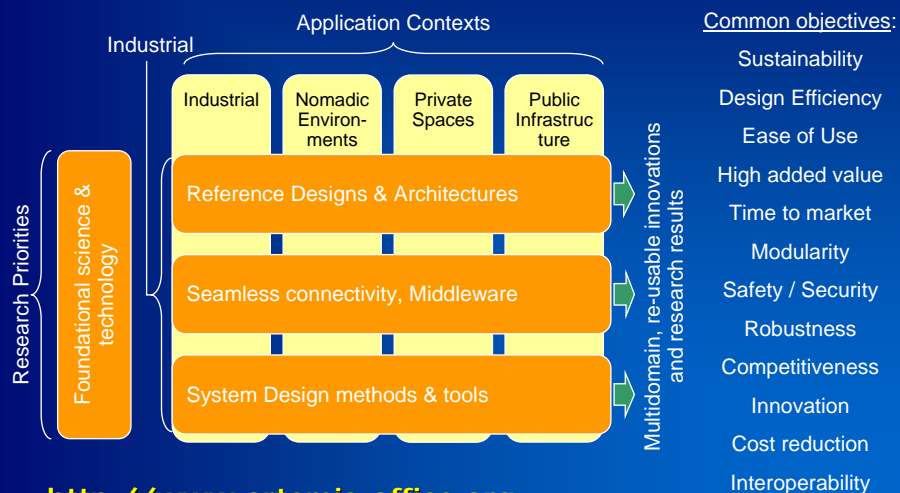 Application Contexts
Industrial
Industrial
Nomadic
Environ-
ments
Private
Spaces
Public
Infrastruc
ture
Research Priorities
Foundational science &
technology
Reference Designs & Architectures
Seamless connectivity, Middleware
System Design methods & tools
Multidomain, re-usable innovations
and research results
Common objectives:
Sustainability
Design Efficiency
Ease of Use
High added value
Time to market
Modularity
Safety / Security
Robustness
Competitiveness
Innovation
Cost reduction
Interoperability